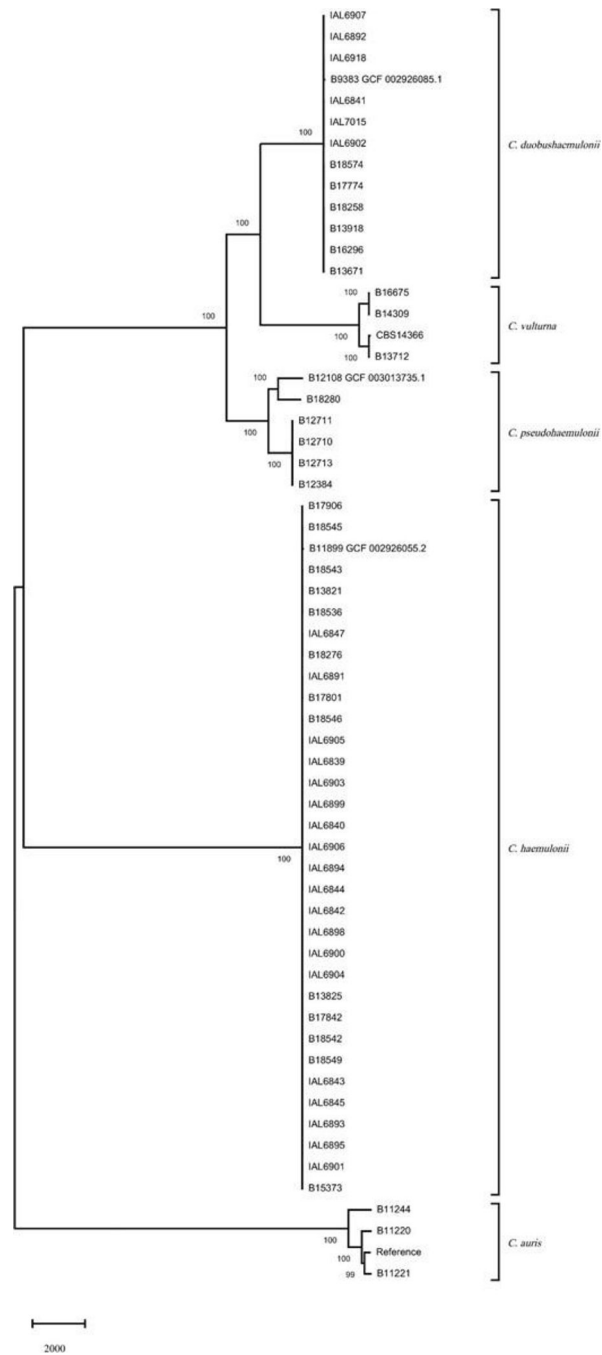 IAL6907
IAL6892
IAL6918
B9383 GCF 002926085.1
IAL6841
IAL7015
100
IAL6902
C. duobushaemulonii
B18574
B17774
B18258
100
B13918
B16296
B13671
100
B16675
B14309
100
CBS14366
C. vulturna
100
B13712
100
100
B12108 GCF 003013735.1
B18280
B12711
100
B12710
C. pseudohaemulonii
100
B12713
B12384
B17906
B18545
B11899 GCF 002926055.2
B18543
B13821
B18536
IAL6847
B18276
IAL6891
B17801
B18546
IAL6905
IAL6839
IAL6903
IAL6899
IAL6840
IAL6906
C. haemulonii
100
IAL6894
IAL6844
IAL6842
IAL6898
IAL6900
IAL6904
B13825
B17842
B18542
B18549
IAL6843
IAL6845
IAL6893
IAL6895
IAL6901
B15373
B11244
B11220
100
C. auris
Reference
100
B11221
99
2000